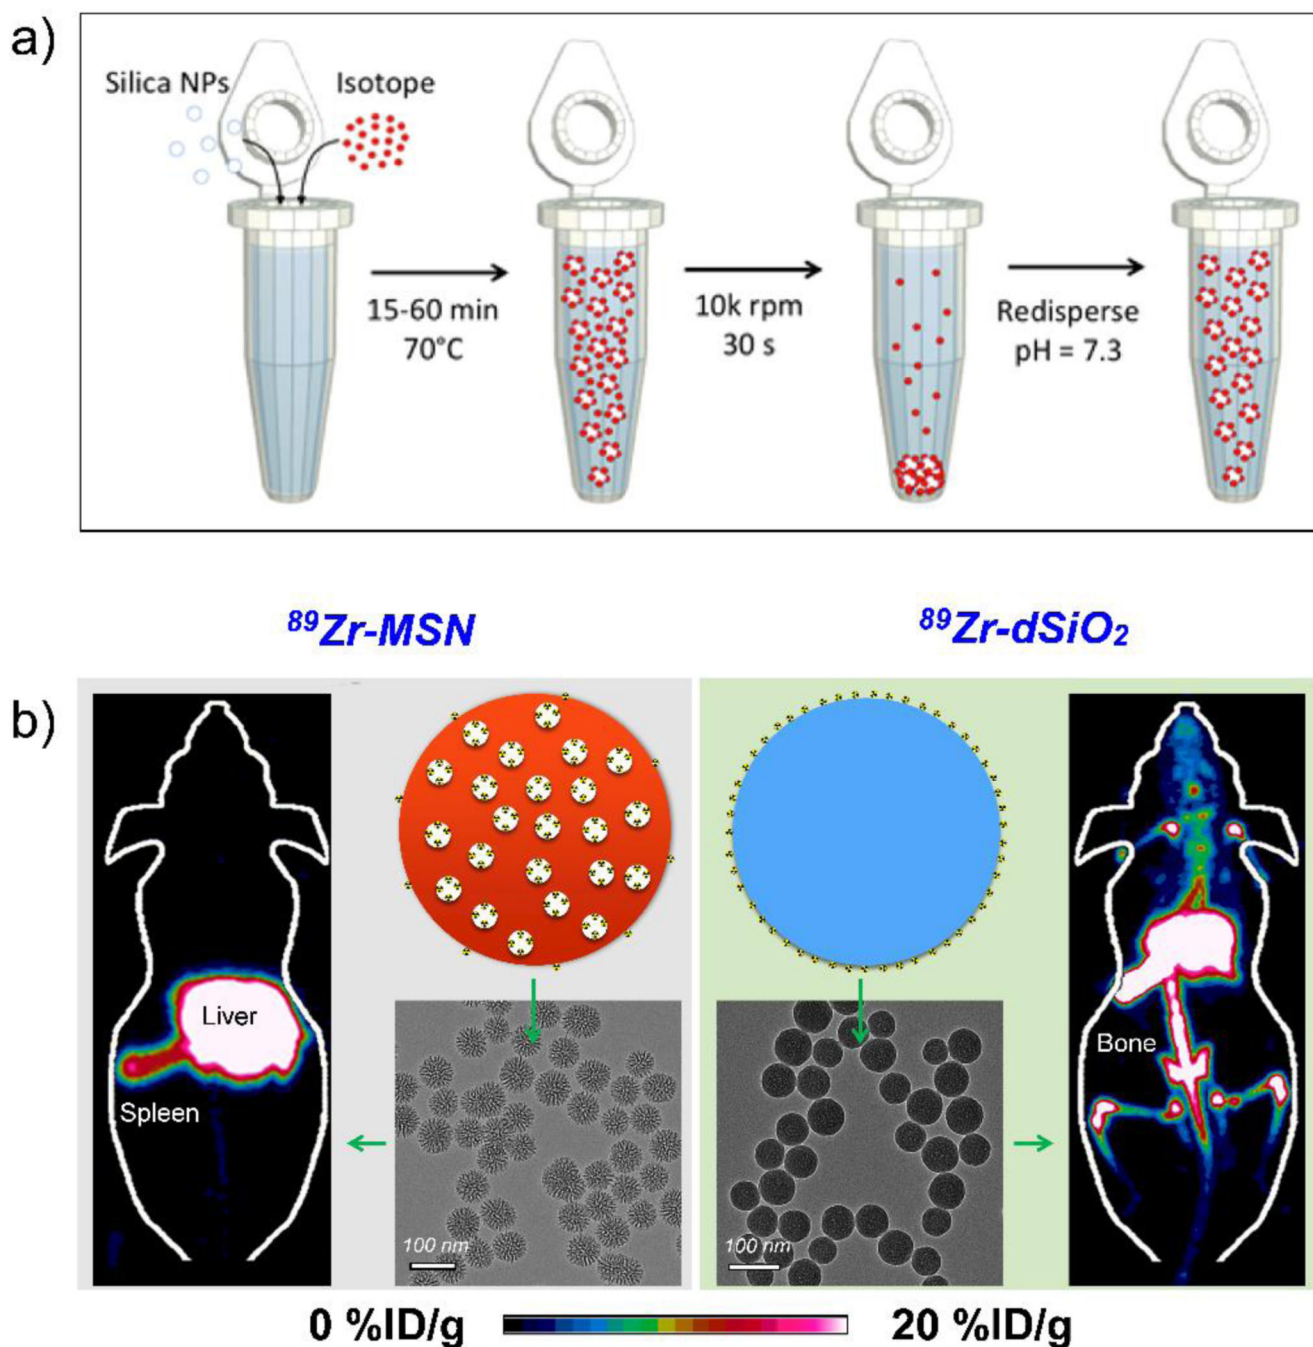 a)
Silica NPs
Isotope
15-60 min
70°C
10k rpm
30 s
Redisperse
pH = 7.3
⁸⁹Zr-MSN
⁸⁹Zr-dSiO₂
b)
Liver
Spleen
100 nm
100 nm
Bone
0 %ID/g
20 %ID/g